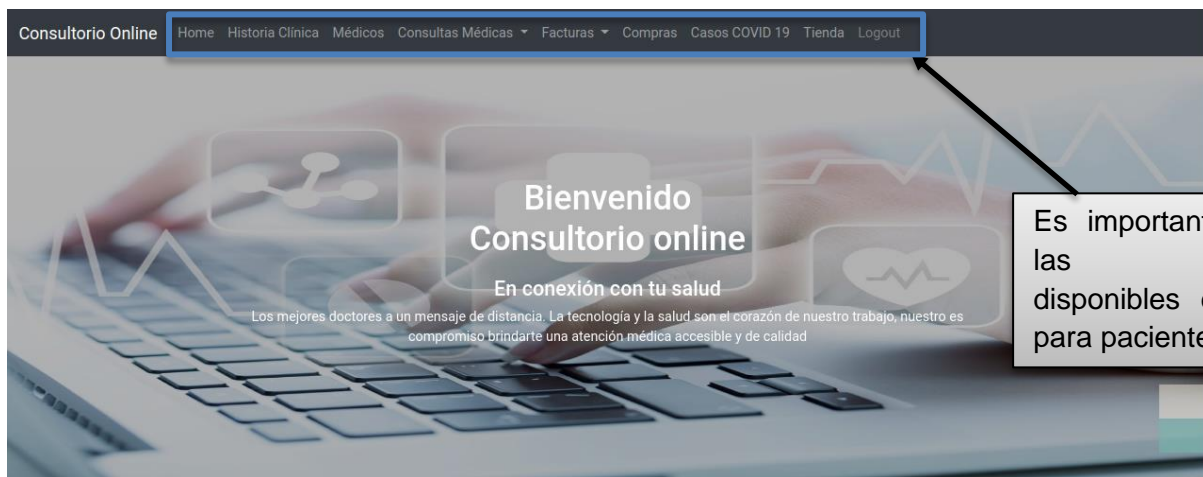 Consultorio Online Home Historia Clínica Médicos Consultas Médicas Facturas Compras Casos COVID 19 Tienda Logout
Bienvenido
Consultorio online
En conexión con tu salud
Los mejores doctores a un mensaje de distancia. La tecnología y la salud son el corazón de nuestro trabajo, nuestro es
compromiso brindarte una atención médica accesible y de calidad
Es
las
disponibles
para